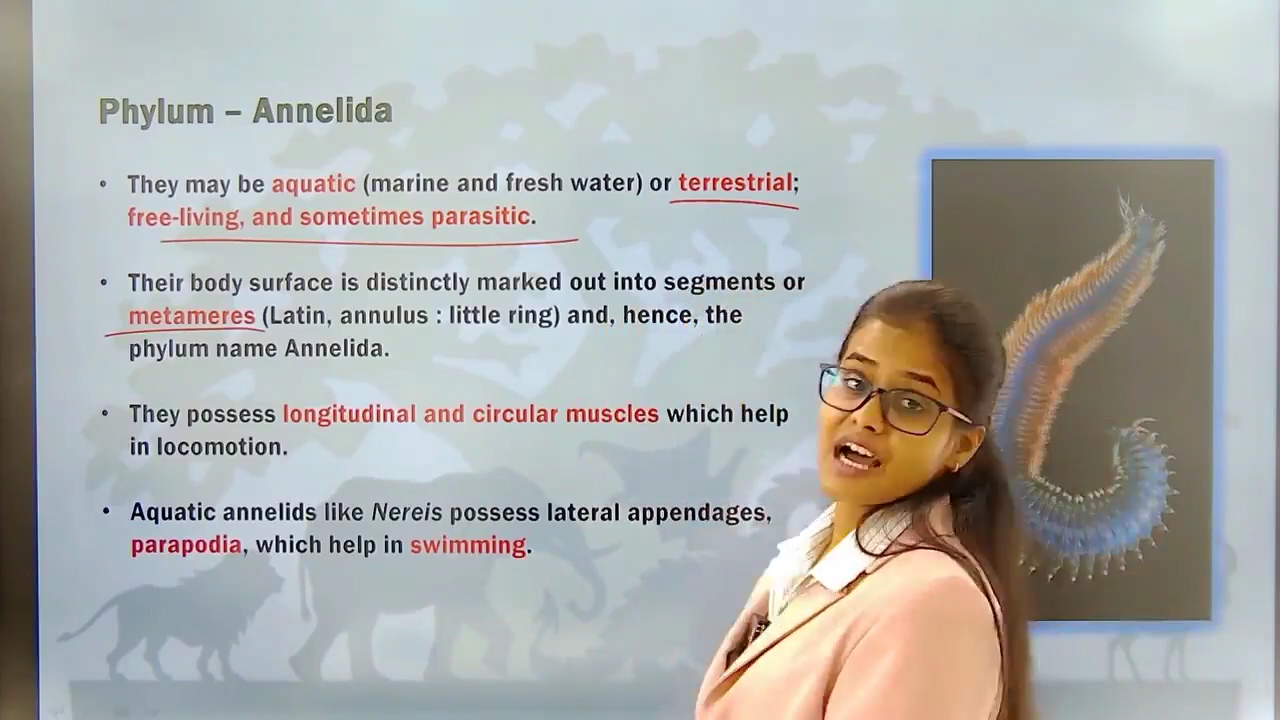 Phylum – Annelida
• They may be aquatic (marine and fresh water) or terrestrial;
free-living, and sometimes parasitic.
• Their body surface is distinctly marked out into segments or
metameres (Latin, annulus : little ring) and, hence, the
phylum name Annelida.
• They possess longitudinal and circular muscles which help
in locomotion.
• Aquatic annelids like Nereis possess lateral appendages,
parapodia, which help in swimming.